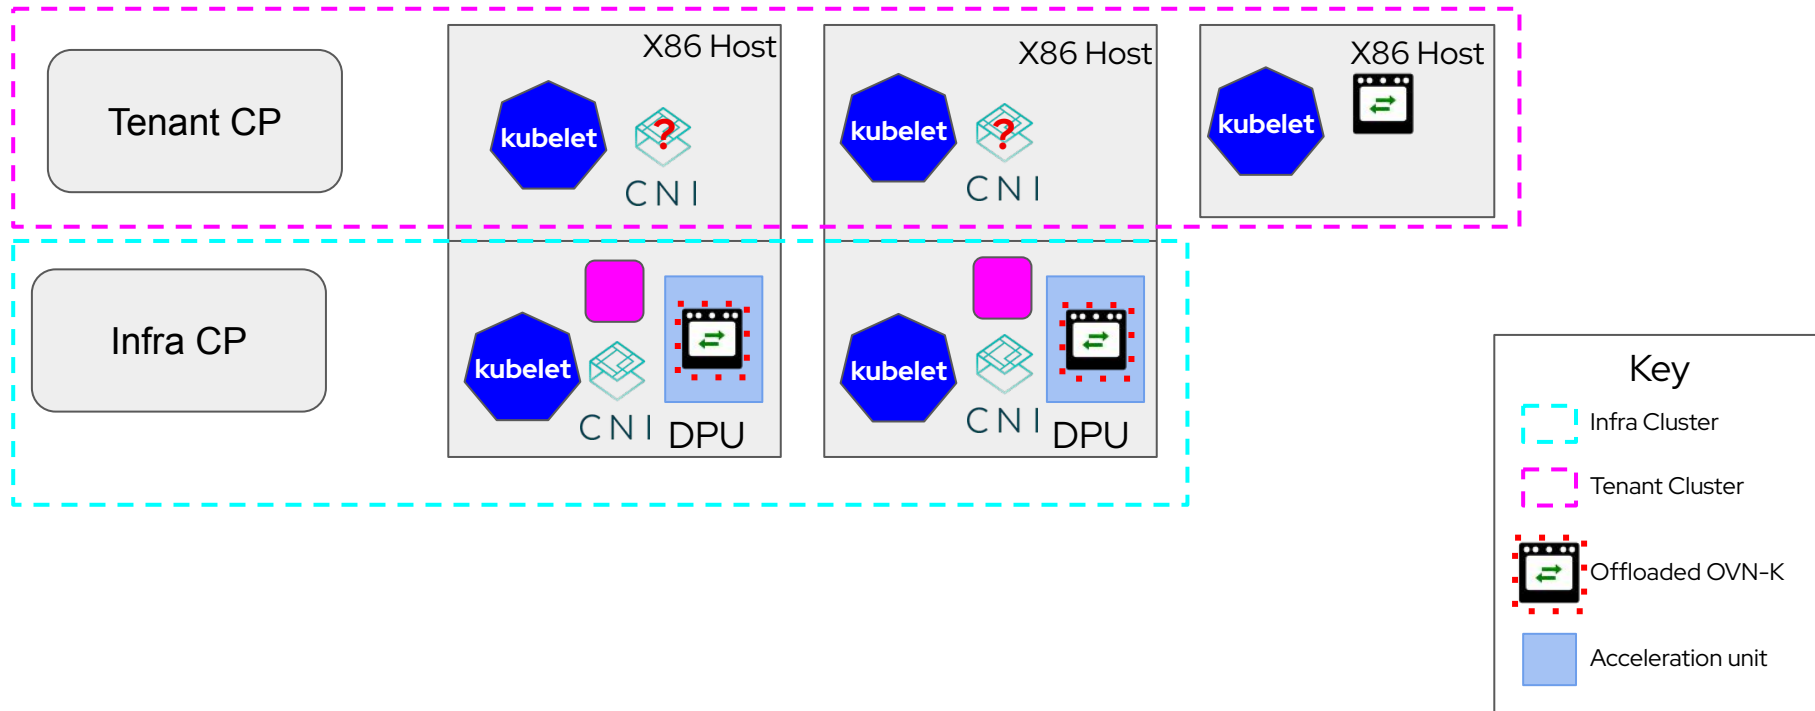 Tenant CP
X86 Host
kubelet
?
CNI
X86 Host
kubelet
?
CNI
X86 Host
kubelet
Infra CP
kubelet
CNI
DPU
kubelet
CNI
DPU
Key
Infra Cluster
Tenant Cluster
Offloaded OVN-K
Acceleration unit